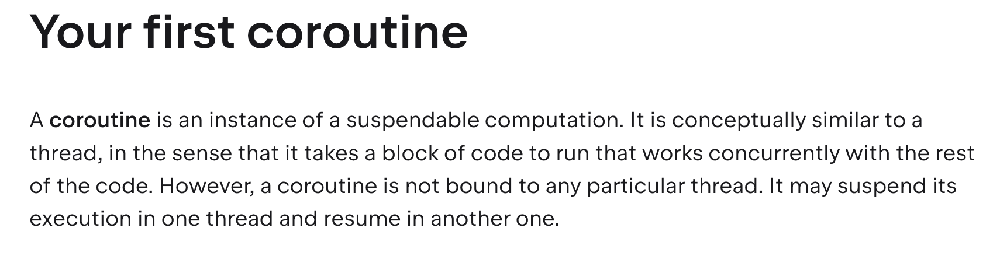 Your first coroutine
A coroutine is an instance of a suspendable computation. It is conceptually similar to a
thread, in the sense that it takes a block of code to run that works concurrently with the rest
of the code. However, a coroutine is not bound to any particular thread. It may suspend its
execution in one thread and resume in another one.